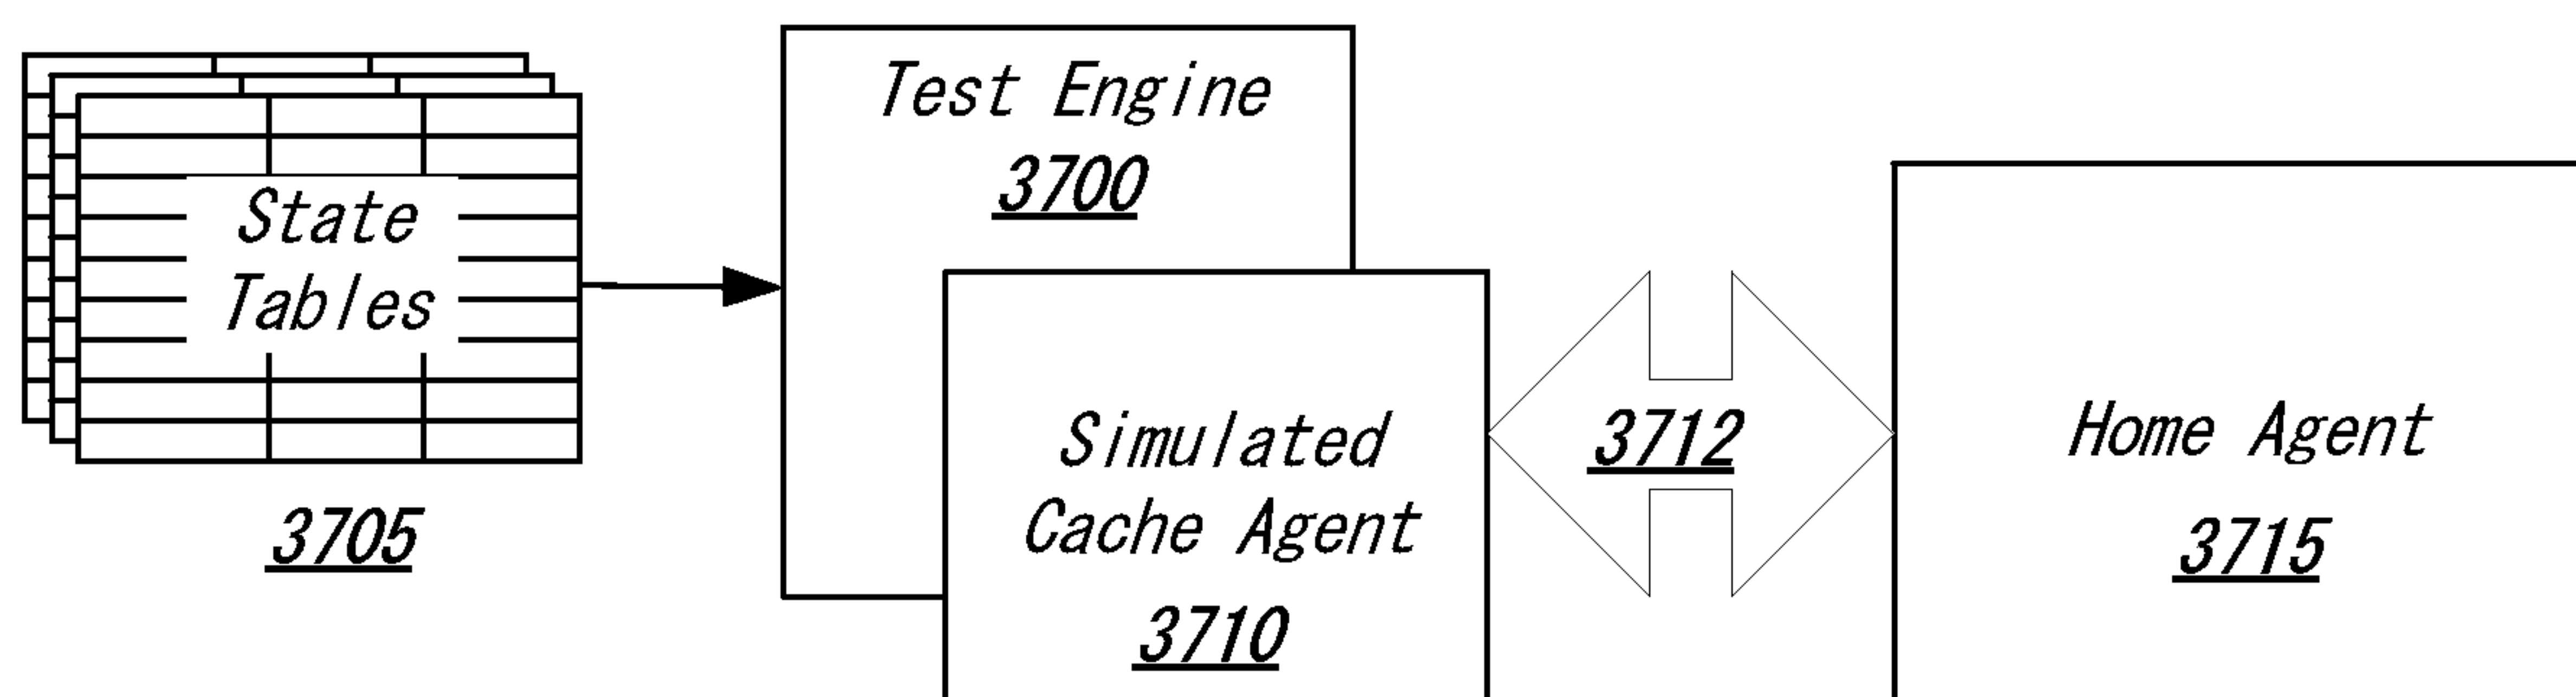 State
Tables
3705
Test Engine
3700
Simulated
Cache Agent
3710
3712
Home Agent
3715